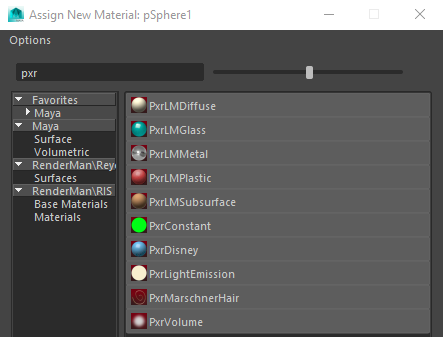 Assign New Material: pSphere1
Options
pxr
Favorites
Maya
Maya
Surface
Volumetric
RenderMan\Rey
Surfaces
RenderMan\RIS
Base Materials
Materials
PxrLMDiffuse
PxrLMGlass
PxrLMMetal
PxrLMPlastic
PxrLMSubsurface
PxrConstant
PxrDisney
PxrLightEmission
PxrMarschnerHair
PxrVolume